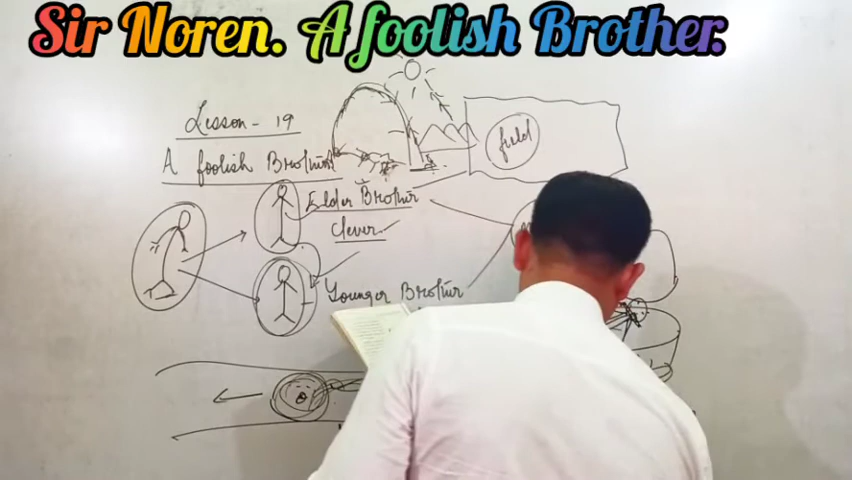 Sir Noren. A foolish Brother.
Lesson - 19
A foolish Brother
field
Elder Brother
Clever.
Younger Brother